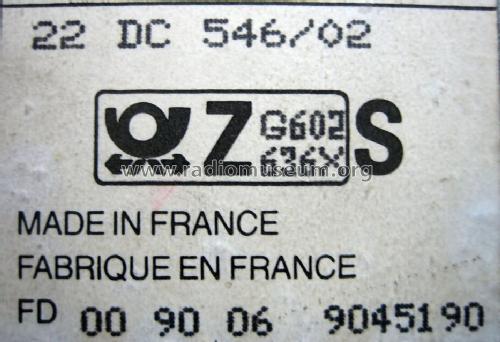 22 DC 546/02
Z G602 S
636X
www.radiomuseum.org
MADE IN FRANCE
FABRIQUE EN FRANCE
FD 00 90 06 9045190